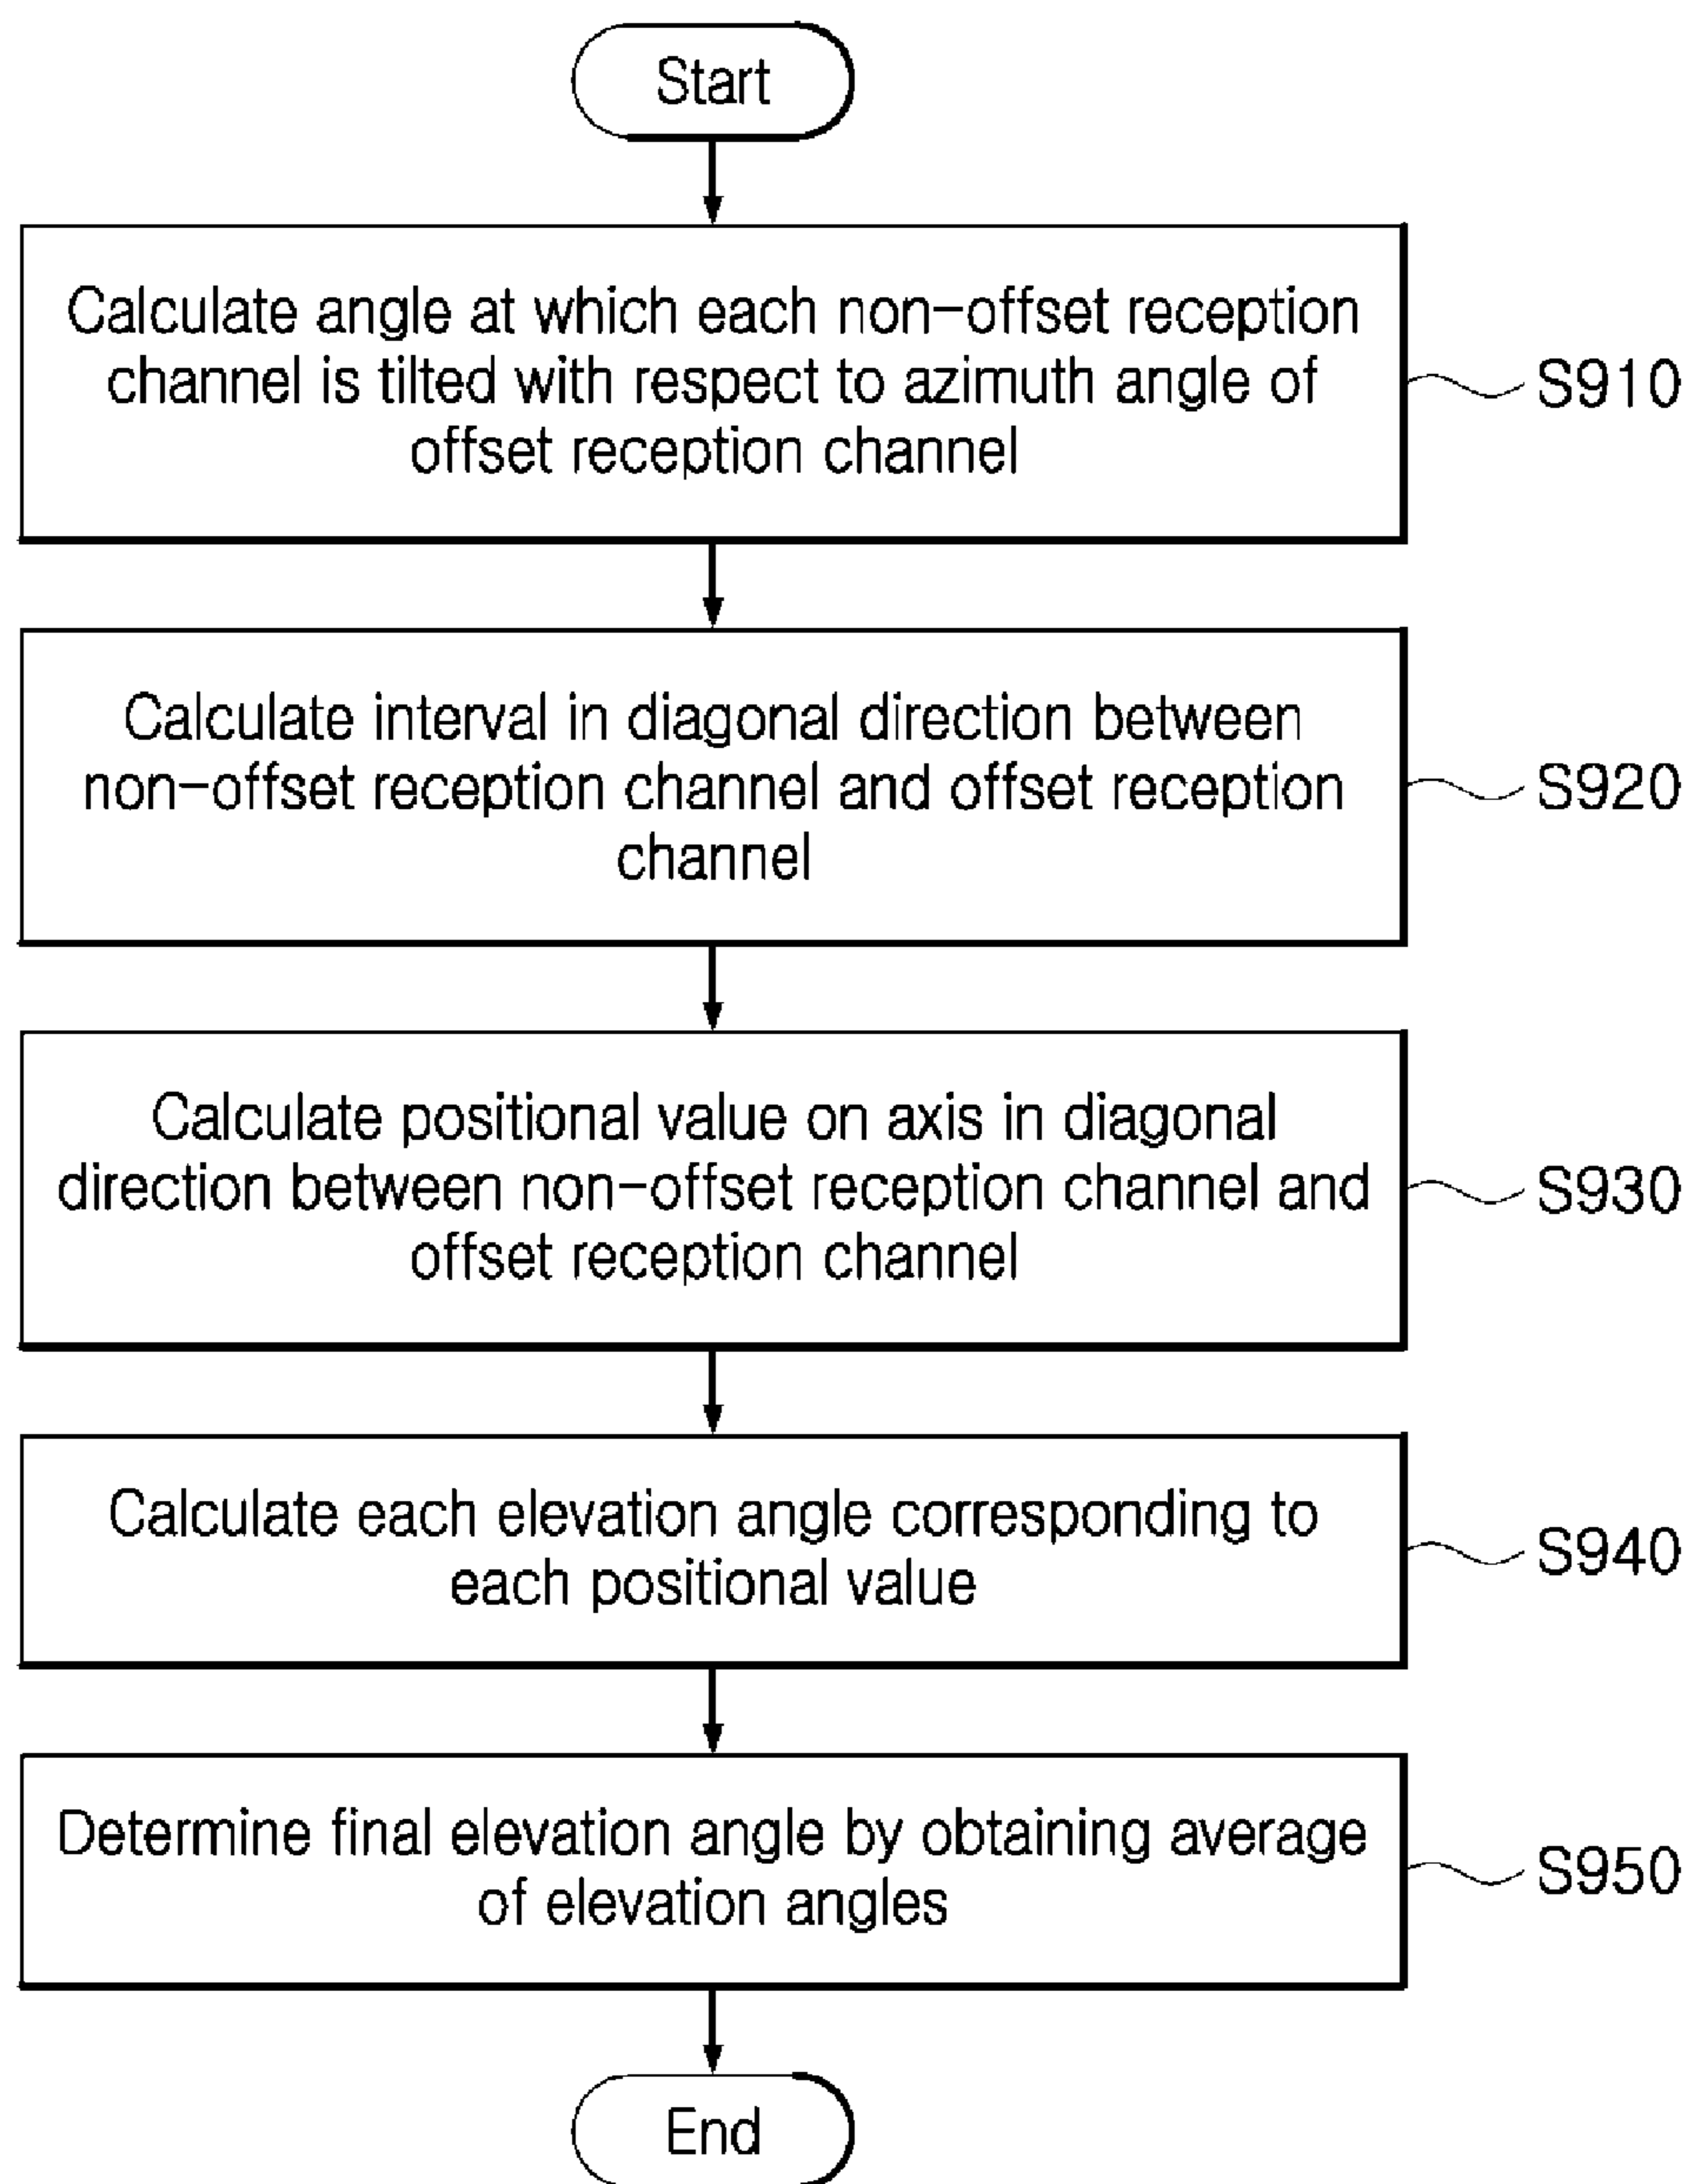 Start
Calculate angle at which each non-offset reception
channel is tilted with respect to azimuth angle of
offset reception channel
S910
Calculate interval in diagonal direction between
non-offset reception channel and offset reception
channel
S920
Calculate positional value on axis in diagonal
direction between non-offset reception channel and
offset reception channel
S930
Calculate each elevation angle corresponding to
each positional value
S940
Determine final elevation angle by obtaining average
of elevation angles
S950
End